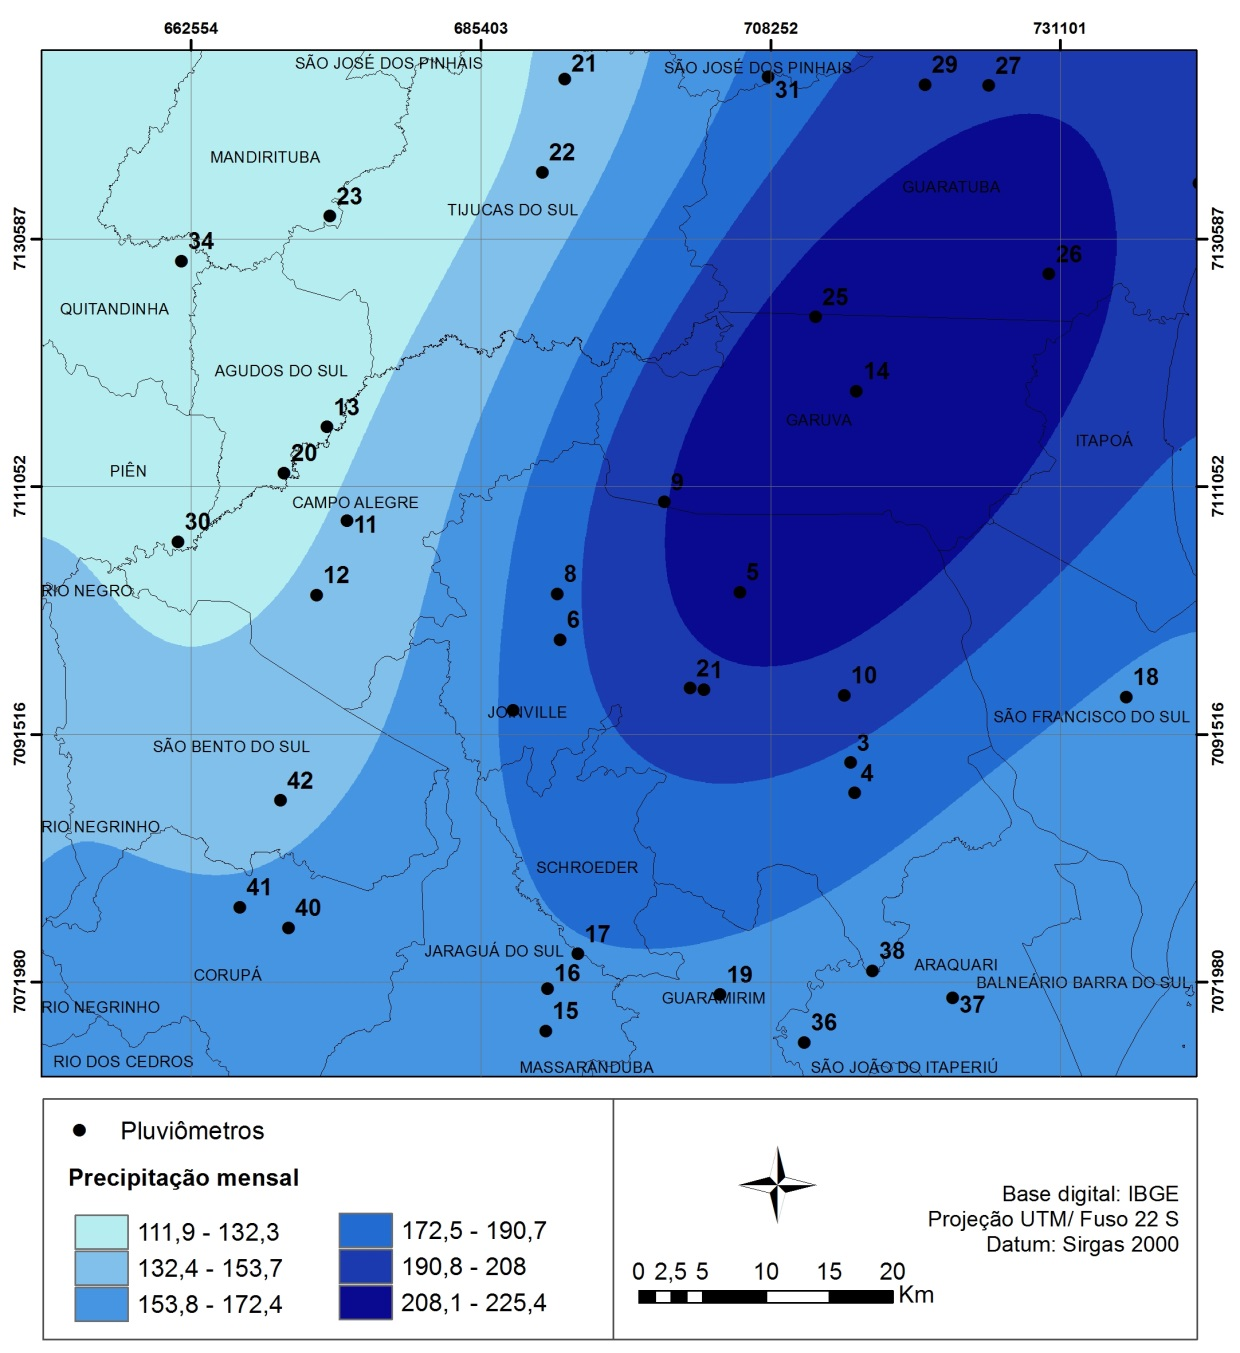 662554 685403 708252 731101
SÃO JOSÉ DOS PINHAIS
21
SÃO JOSÉ DOS PINHAIS
31
29
27
MANDIRITUBA
22
GUARATUBA
23
TIJUCAS DO SUL
7130587
34
7130587
26
QUITANDINHA
25
AGUDOS DO SUL
14
13
GARUVA
ITAPOÁ
20
PIÊN
7111052
9
7111052
CAMPO ALEGRE
30
11
8
5
12
RIO NEGRO
6
21
10
18
JOINVILLE
SÃO FRANCISCO DO SUL
7091516
3
7091516
SÃO BENTO DO SUL
4
42
RIO NEGRINHO
SCHROEDER
41
40
17
JARAGUÁ DO SUL
38
ARAQUARI
CORUPÁ
16
19
BALNEÁRIO BARRA DO SUL
7071980
7071980
GUARAMIRIM
37
RIO NEGRINHO
15
36
RIO DOS CEDROS
MASSARANDUBA
SÃO JOÃO DO ITAPERIÚ
Pluviômetros
Precipitação mensal
111,9 - 132,3
132,4 - 153,7
153,8 - 172,4
172,5 - 190,7
190,8 - 208
208,1 - 225,4
Base digital: IBGE
Projeção UTM/ Fuso 22 S
Datum: Sirgas 2000
0 2,5 5 10 15 20
Km